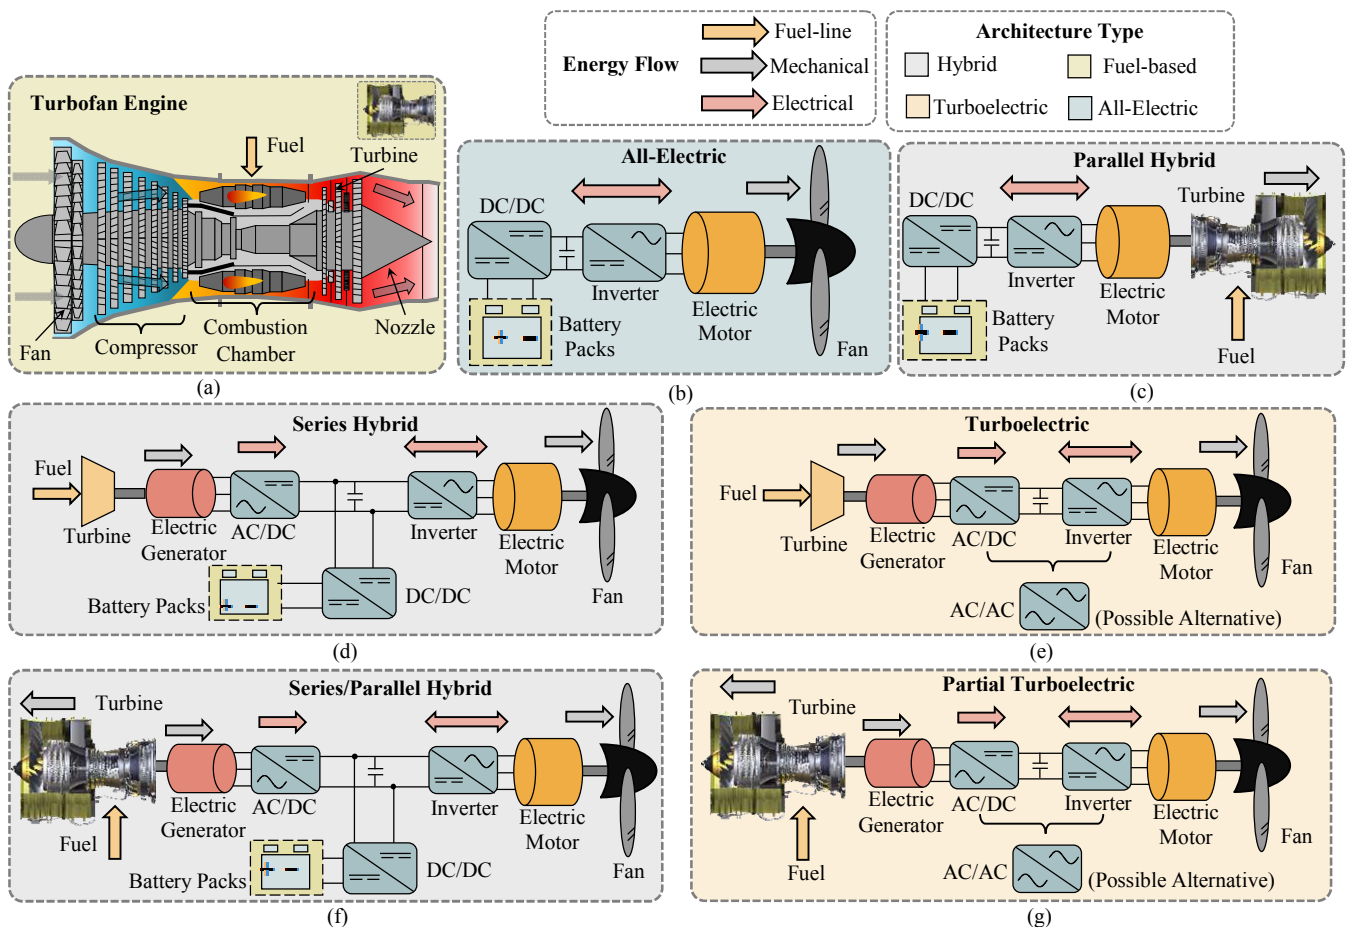 Energy Flow
Fuel-line
Mechanical
Electrical
Architecture Type
Hybrid
Fuel-based
Turboelectric
All-Electric
Turbofan Engine
Fuel
Turbine
Fan
Compressor
Combustion
Chamber
Nozzle
(a)
All-Electric
DC/DC
Inverter
Electric
Motor
Battery
Packs
Fan
(b)
Parallel Hybrid
DC/DC
Turbine
Inverter
Electric
Motor
Battery
Packs
Fuel
(c)
Series Hybrid
Fuel
Turbine
Electric
Generator
AC/DC
Inverter
Electric
Motor
Fan
Battery Packs
DC/DC
(d)
Turboelectric
Fuel
Turbine
Electric
Generator
AC/DC
Inverter
Electric
Motor
Fan
AC/AC
(Possible Alternative)
(e)
Series/Parallel Hybrid
Turbine
Fuel
Electric
Generator
AC/DC
Inverter
Electric
Motor
Fan
Battery Packs
DC/DC
(f)
Partial Turboelectric
Turbine
Fuel
Electric
Generator
AC/DC
Inverter
Electric
Motor
Fan
AC/AC
(Possible Alternative)
(g)